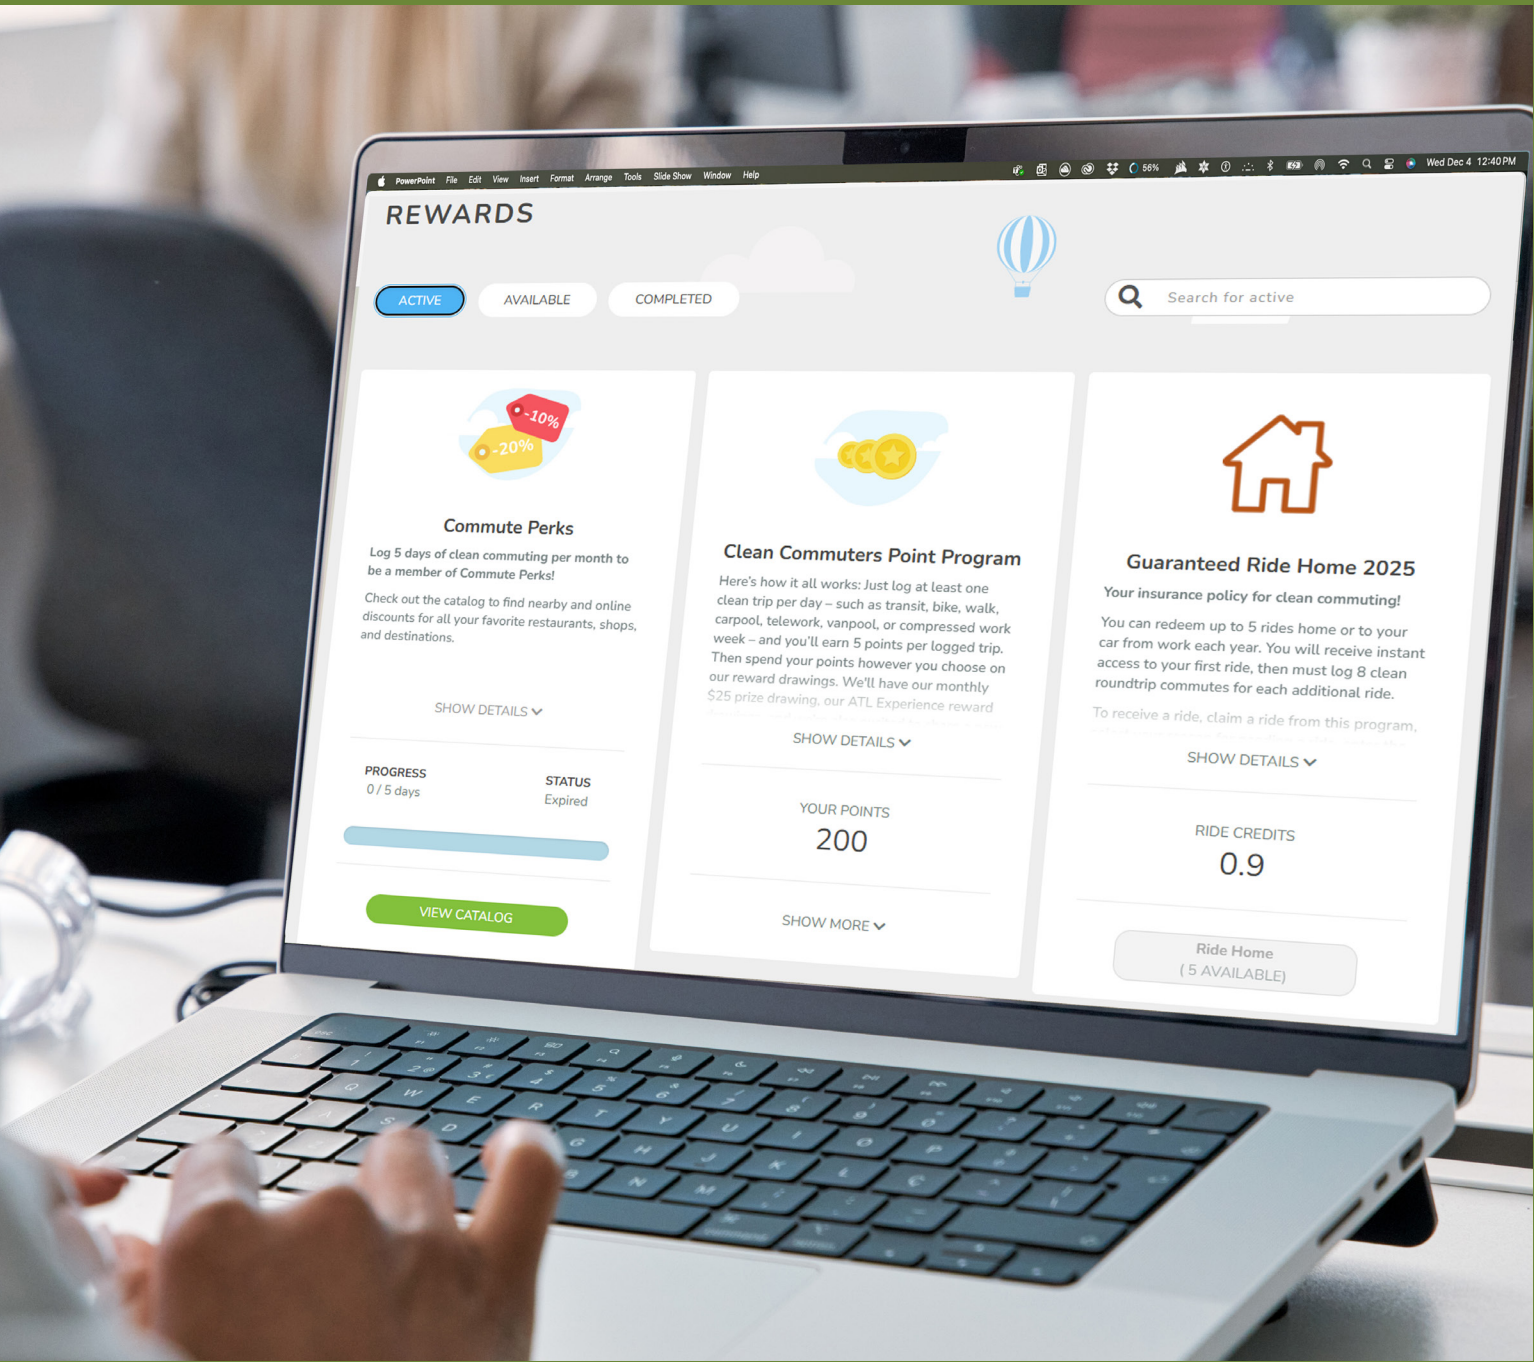 PowerPoint File Edit View Insert Format Arrange Tools Slide Show Window Help
56%
Wed Dec 4 12:40 PM
REWARDS
ACTIVE
AVAILABLE
COMPLETED
Search for active
-10%
-20%
Commute Perks
Log 5 days of clean commuting per month to
be a member of Commute Perks!
Check out the catalog to find nearby and online
discounts for all your favorite restaurants, shops,
and destinations.
SHOW DETAILS
PROGRESS
0 / 5 days
STATUS
Expired
VIEW CATALOG
Clean Commuters Point Program
Here's how it all works: Just log at least one
clean trip per day – such as transit, bike, walk,
carpool, telework, vanpool, or compressed work
week – and you'll earn 5 points per logged trip.
Then spend your points however you choose on
our reward drawings. We'll have our monthly
$25 prize drawing, our ATL Experience reward
SHOW DETAILS
YOUR POINTS
200
SHOW MORE
Guaranteed Ride Home 2025
Your insurance policy for clean commuting!
You can redeem up to 5 rides home or to your
car from work each year. You will receive instant
access to your first ride, then must log 8 clean
roundtrip commutes for each additional ride.
To receive a ride, claim a ride from this program,
SHOW DETAILS
RIDE CREDITS
0.9
Ride Home
( 5 AVAILABLE)